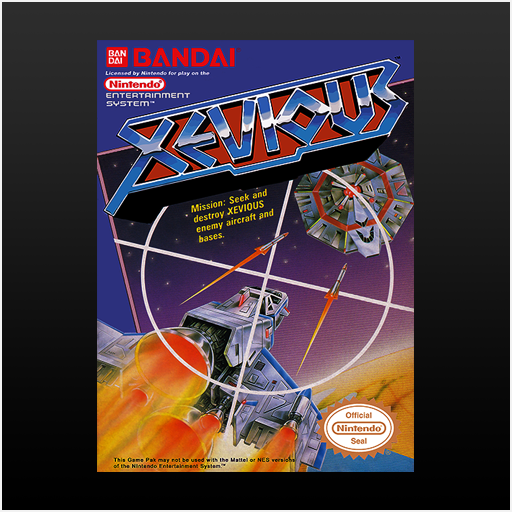 BAN
DAI
BANDAI
Licensed by Nintendo for play on the
Nintendo
ENTERTAINMENT
SYSTEM™
XEVIOUS
Mission: Seek and
destroy XEVIOUS
enemy aircraft and
bases.
Official
Nintendo
Seal
This Game Pak may not be used with the Mattel or NES versions
of the Nintendo Entertainment System.™